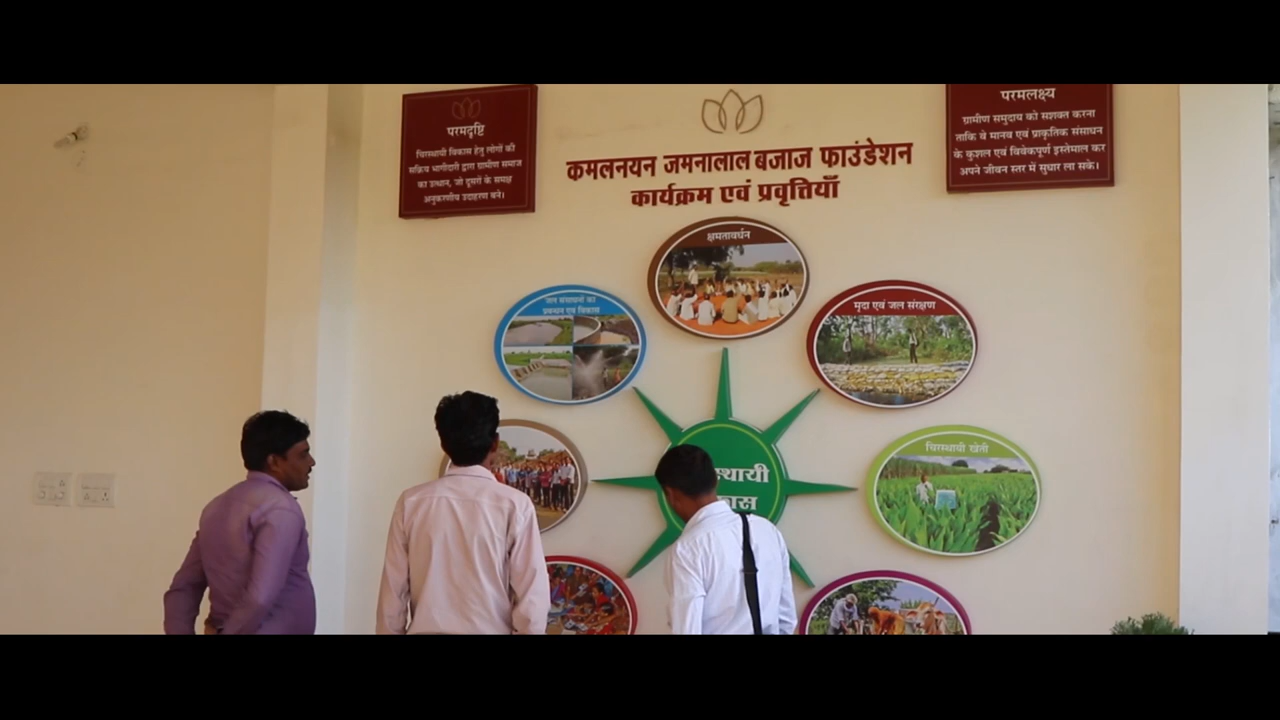 परमदृष्टि
चिरस्थायी विकास हेतु लोगों की
सक्रिय भागीदारी द्वारा ग्रामीण समाज
का उत्थान, जो दूसरों के समक्ष
अनुकरणीय उदाहरण बने।
कमलनयन जमनालाल बजाज फाउंडेशन
कार्यक्रम एवं प्रवृत्तियाँ
परमलक्ष्य
ग्रामीण समुदाय को सशक्त करना
ताकि वे मानव एवं प्राकृतिक संसाधन
के कुशल एवं विवेकपूर्ण इस्तेमाल कर
अपने जीवन स्तर में सुधार ला सके।
क्षमतावर्धन
जल संसाधनों का
प्रबन्धन एवं विकास
मृदा एवं जल संरक्षण
चिरस्थायी खेती
स्थायी